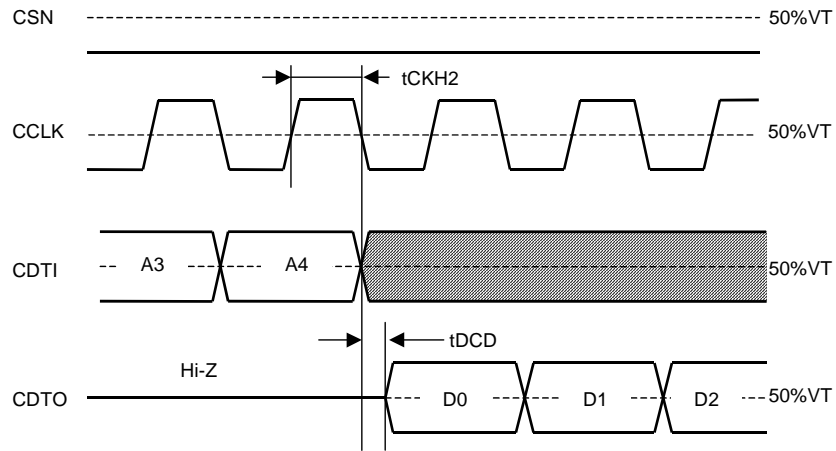 CSN 50%VT
tCKH2
CCLK 50%VT
CDTI A3 A4 50%VT
tDCD
Hi-Z
CDTO D0 D1 D2 50%VT